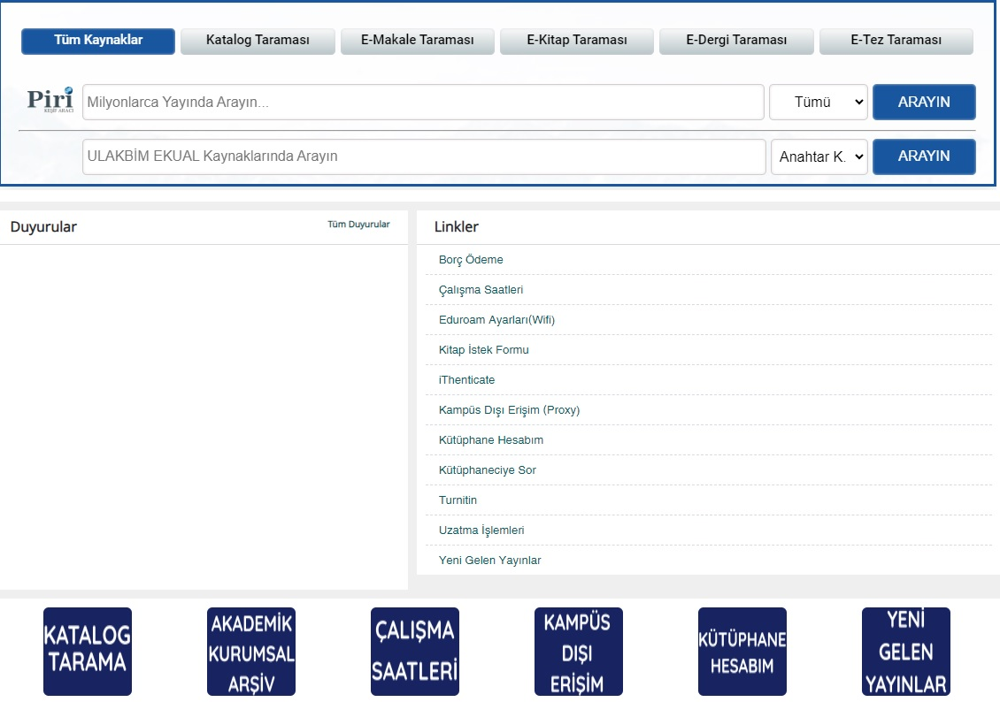 Tüm Kaynaklar
Katalog Taraması
E-Makale Taraması
E-Kitap Taraması
E-Dergi Taraması
E-Tez Taraması
Piri
KEŞİF ARACI
Milyonlarca Yayında Arayın...
Tümü
ARAYIN
ULAKBİM EKUAL Kaynaklarında Arayın
Anahtar K.
ARAYIN
Duyurular
Tüm Duyurular
Linkler
Borç Ödeme
Çalışma Saatleri
Eduroam Ayarları(Wifi)
Kitap İstek Formu
iThenticate
Kampüs Dışı Erişim (Proxy)
Kütüphane Hesabım
Kütüphaneciye Sor
Turnitin
Uzatma İşlemleri
Yeni Gelen Yayınlar
KATALOG
TARAMA
AKADEMİK
KURUMSAL
ARŞİV
ÇALIŞMA
SAATLERİ
KAMPÜS
DIŞI
ERİŞİM
KÜTÜPHANE
HESABIM
YENİ
GELEN
YAYINLAR